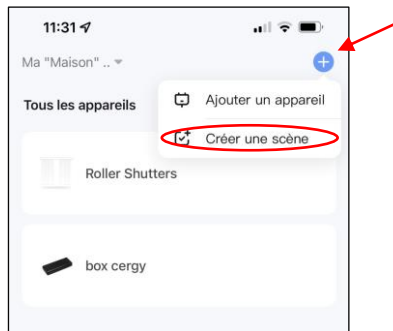 11:31
Ma "Maison" ..
Tous les appareils
Ajouter un appareil
Créer une scène
Roller Shutters
box cergy